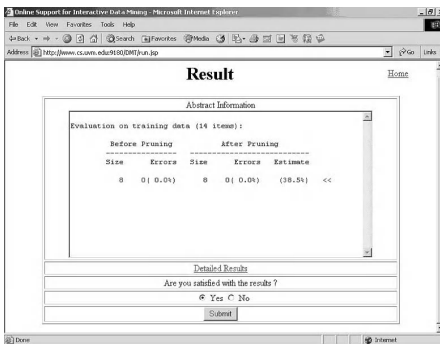 Online Support for Interactive Data Mining - Microsoft Internet Explorer
File Edit View Favorites Tools Help
Back Search Favorites Media
Address http://www.cs.uvm.edu:9180/DMT/run.jsp Go Links
Result
Home
Abstract Information
Evaluation on training data (14 items):
Before Pruning After Pruning
Size Errors Size Errors Estimate
8 0( 0.0%) 8 0( 0.0%) (38.5%) <<
Detailed Results
Are you satisfied with the results ?
Yes No
Submit
Done Internet